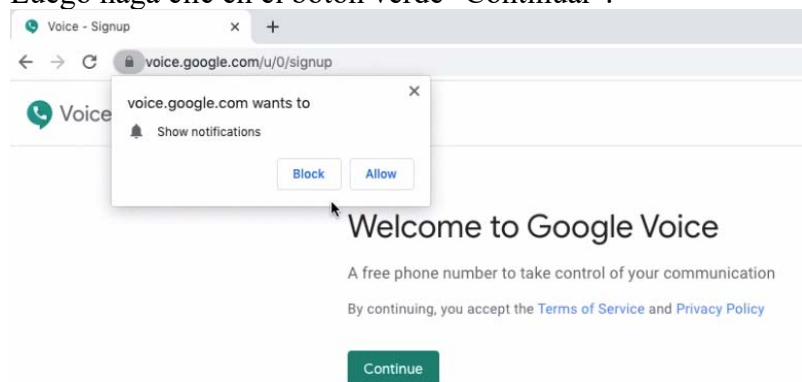 Luego haga clic en el botón verde "Continuar".
Voice - Signup
voice.google.com/u/0/signup
Voice
voice.google.com wants to
Show notifications
Block Allow
Welcome to Google Voice
A free phone number to take control of your communication
By continuing, you accept the Terms of Service and Privacy Policy
Continue